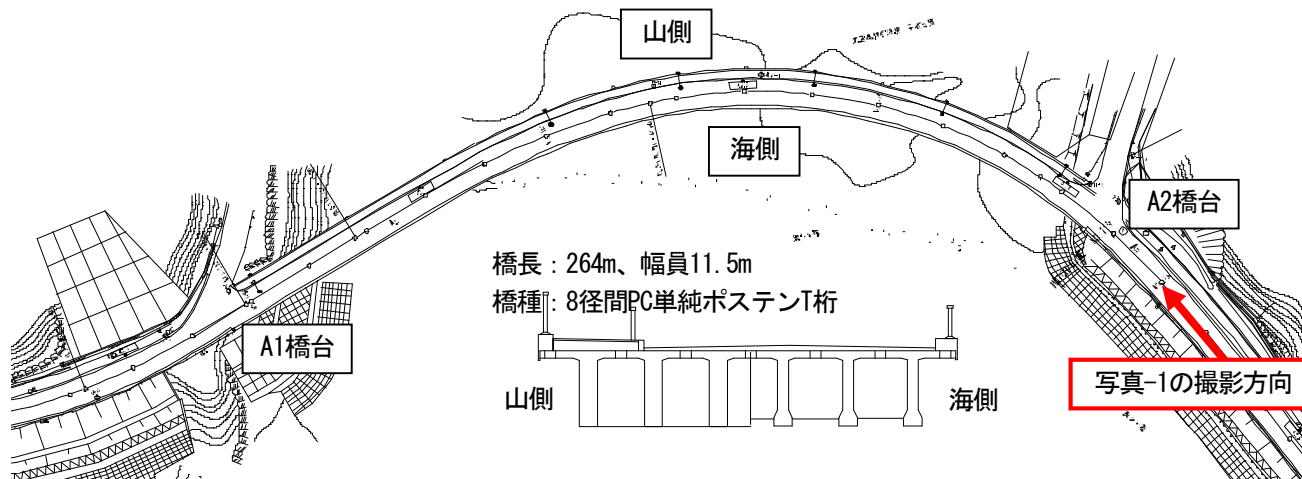 山側
海側
A2橋台
橋長：264m、幅員11.5m
橋種：8径間PC単純ポステンT桁
A1橋台
写真-1の撮影方向
山側
海側